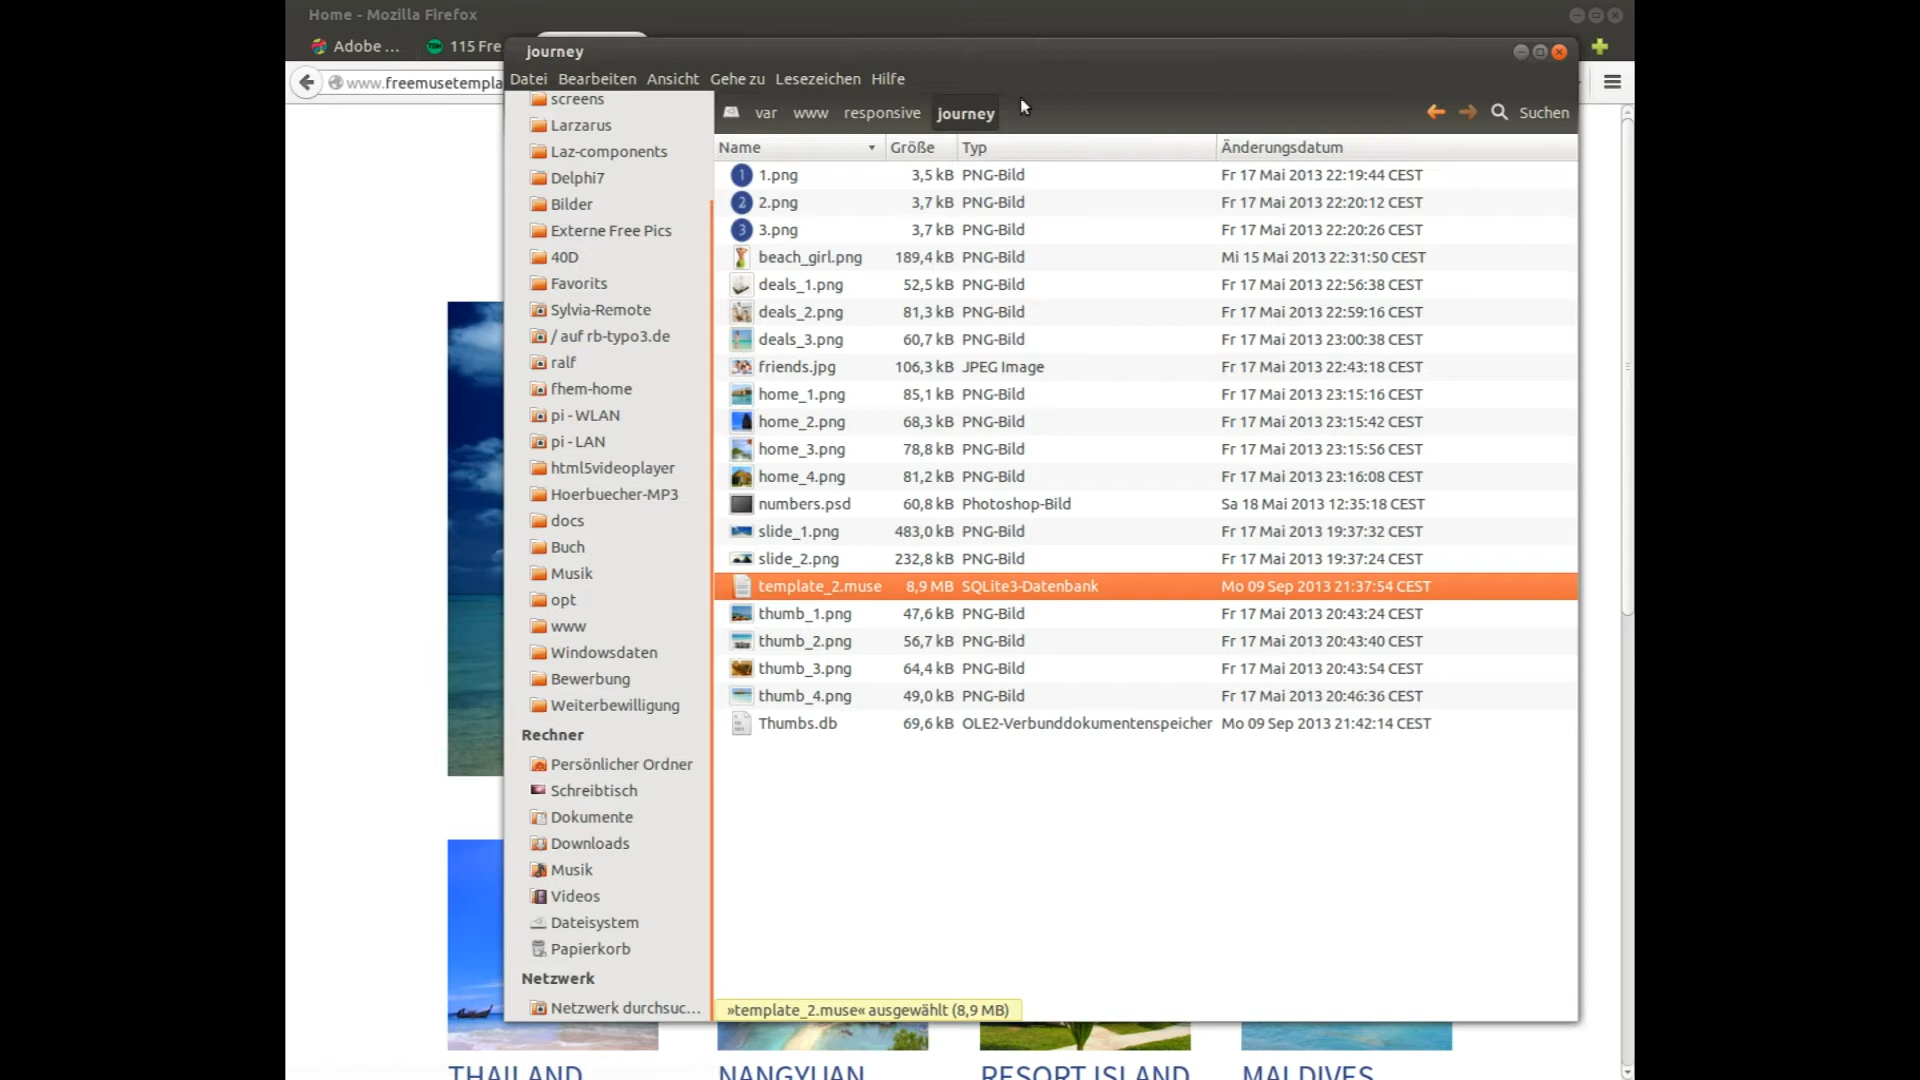 Home - Mozilla Firefox
Adobe ...
115 Fre
www.freemusetempla
journey
Datei Bearbeiten Ansicht Gehe zu Lesezeichen Hilfe
var www responsive journey
Suchen
screens
Larzarus
Laz-components
Delphi7
Bilder
Externe Free Pics
40D
Favorits
Sylvia-Remote
/ auf rb-typo3.de
ralf
fhem-home
pi - WLAN
pi - LAN
html5videoplayer
Hoerbuecher-MP3
docs
Buch
Musik
opt
www
Windowsdaten
Bewerbung
Weiterbewilligung
Rechner
Persönlicher Ordner
Schreibtisch
Dokumente
Downloads
Musik
Videos
Dateisystem
Papierkorb
Netzwerk
Netzwerk durchsuc...
Name Größe Typ Änderungsdatum
1 1.png 3,5 kB PNG-Bild Fr 17 Mai 2013 22:19:44 CEST
2 2.png 3,7 kB PNG-Bild Fr 17 Mai 2013 22:20:12 CEST
3 3.png 3,7 kB PNG-Bild Fr 17 Mai 2013 22:20:26 CEST
beach_girl.png 189,4 kB PNG-Bild Mi 15 Mai 2013 22:31:50 CEST
deals_1.png 52,5 kB PNG-Bild Fr 17 Mai 2013 22:56:38 CEST
deals_2.png 81,3 kB PNG-Bild Fr 17 Mai 2013 22:59:16 CEST
deals_3.png 60,7 kB PNG-Bild Fr 17 Mai 2013 23:00:38 CEST
friends.jpg 106,3 kB JPEG Image Fr 17 Mai 2013 22:43:18 CEST
home_1.png 85,1 kB PNG-Bild Fr 17 Mai 2013 23:15:16 CEST
home_2.png 68,3 kB PNG-Bild Fr 17 Mai 2013 23:15:42 CEST
home_3.png 78,8 kB PNG-Bild Fr 17 Mai 2013 23:15:56 CEST
home_4.png 81,2 kB PNG-Bild Fr 17 Mai 2013 23:16:08 CEST
numbers.psd 60,8 kB Photoshop-Bild Sa 18 Mai 2013 12:35:18 CEST
slide_1.png 483,0 kB PNG-Bild Fr 17 Mai 2013 19:37:32 CEST
slide_2.png 232,8 kB PNG-Bild Fr 17 Mai 2013 19:37:24 CEST
template_2.muse 8,9 MB SQLite3-Datenbank Mo 09 Sep 2013 21:37:54 CEST
thumb_1.png 47,6 kB PNG-Bild Fr 17 Mai 2013 20:43:24 CEST
thumb_2.png 56,7 kB PNG-Bild Fr 17 Mai 2013 20:43:40 CEST
thumb_3.png 64,4 kB PNG-Bild Fr 17 Mai 2013 20:43:54 CEST
thumb_4.png 49,0 kB PNG-Bild Fr 17 Mai 2013 20:46:36 CEST
Thumbs.db 69,6 kB OLE2-Verbunddokumentenspeicher Mo 09 Sep 2013 21:42:14 CEST
»template_2.muse« ausgewählt (8,9 MB)
THAILAND NANGYUAN RESORT ISLAND MALDIVES